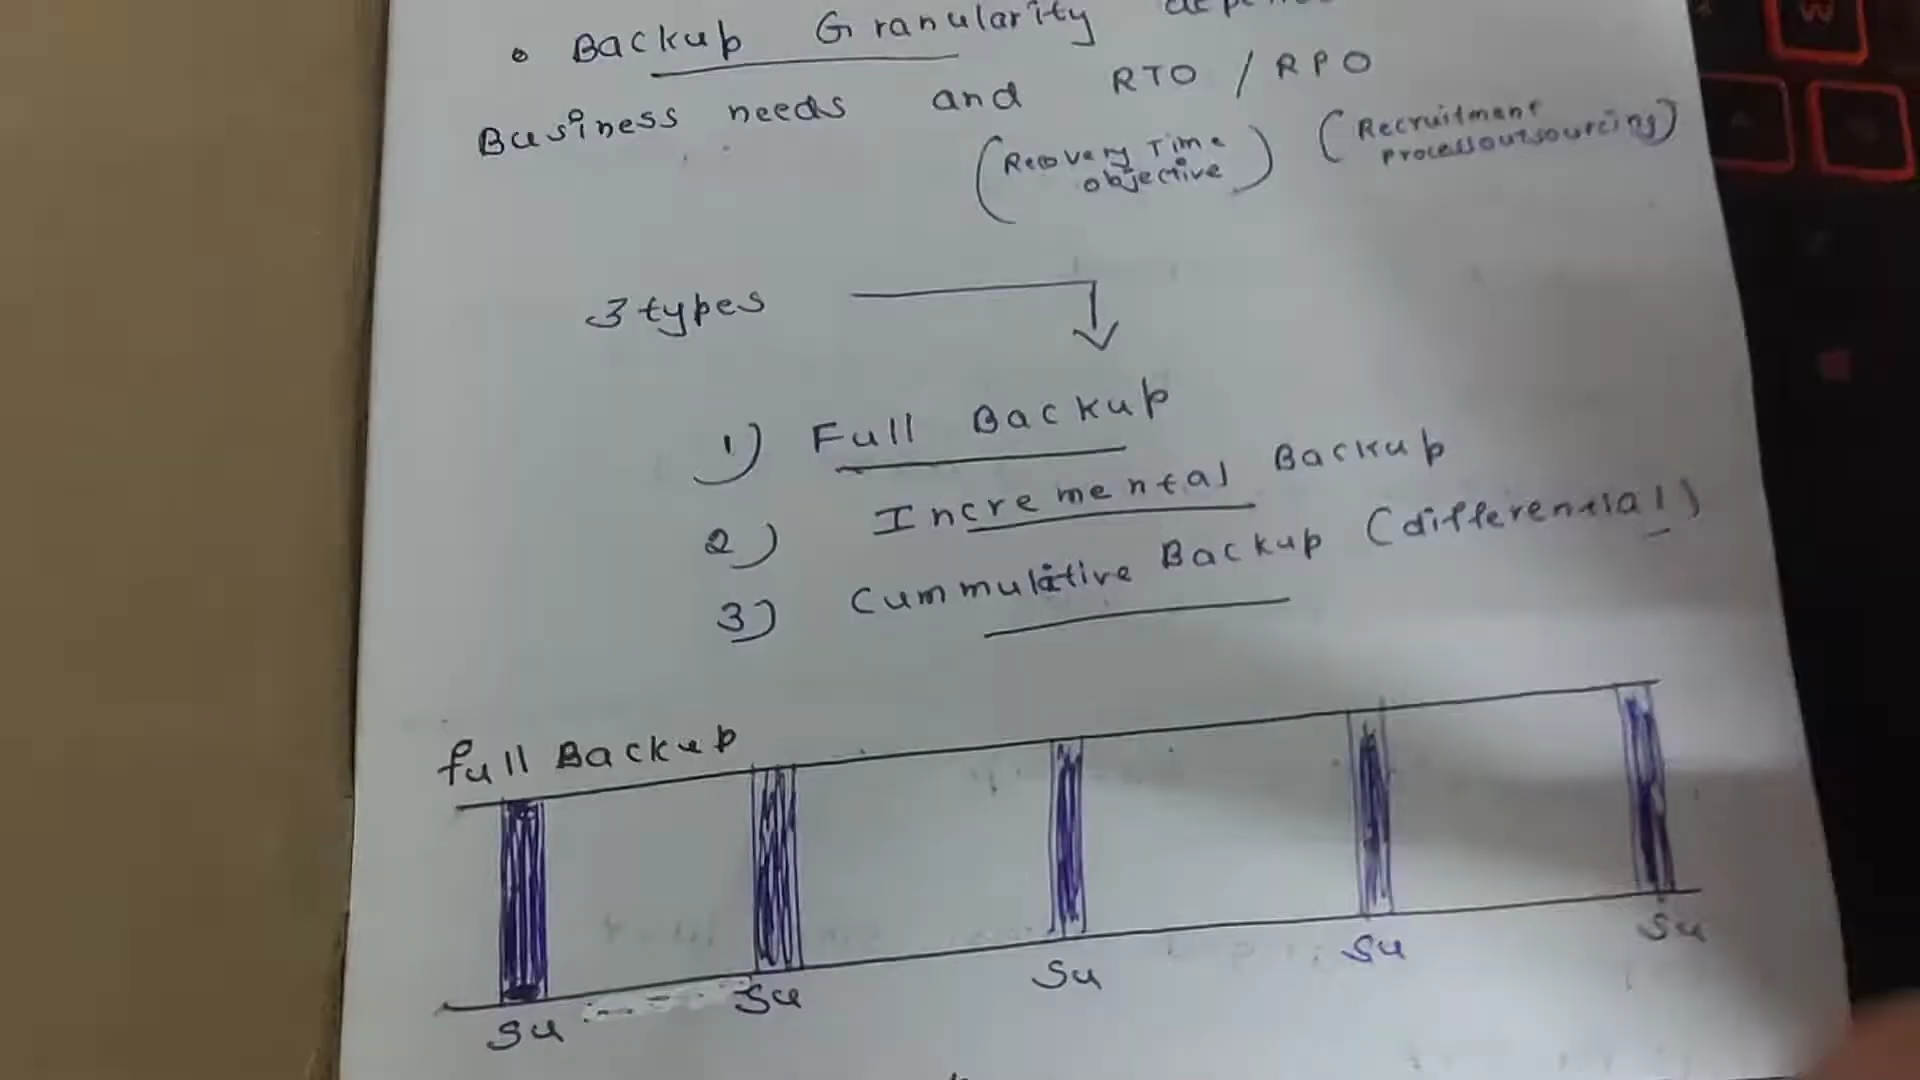 • Backup Granularity
Business needs and RTO / RPO
(Recovery Time objective) (Recruitment processoutsourcing)
3 types
1) Full Backup
2) Incremental Backup
3) Cummulative Backup (differential)
full Backup
Su Su Su Su Su